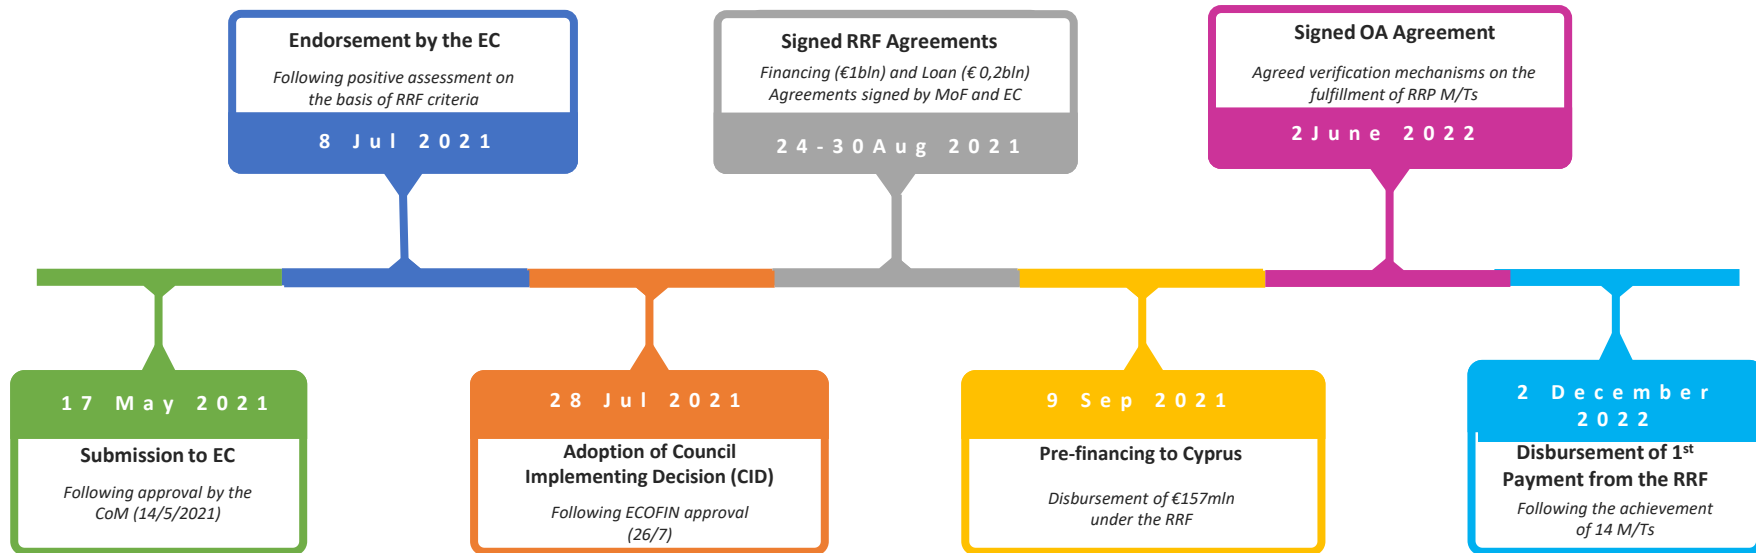 Endorsement by the EC
Following positive assessment on
the basis of RRF criteria
8 Jul 2021
Signed RRF Agreements
Financing (€1bln) and Loan (€ 0,2bln)
Agreements signed by MoF and EC
24-30Aug 2021
Signed OA Agreement
Agreed verification mechanisms on the
fulfillment of RRP M/Ts
2June 2022
17 May 2021
Submission to EC
Following approval by the
CoM (14/5/2021)
28 Jul 2021
Adoption of Council
Implementing Decision (CID)
Following ECOFIN approval
(26/7)
9 Sep 2021
Pre-financing to Cyprus
Disbursement of €157mln
under the RRF
2 December
2022
Disbursement of 1st
Payment from the RRF
Following the achievement
of 14 M/Ts